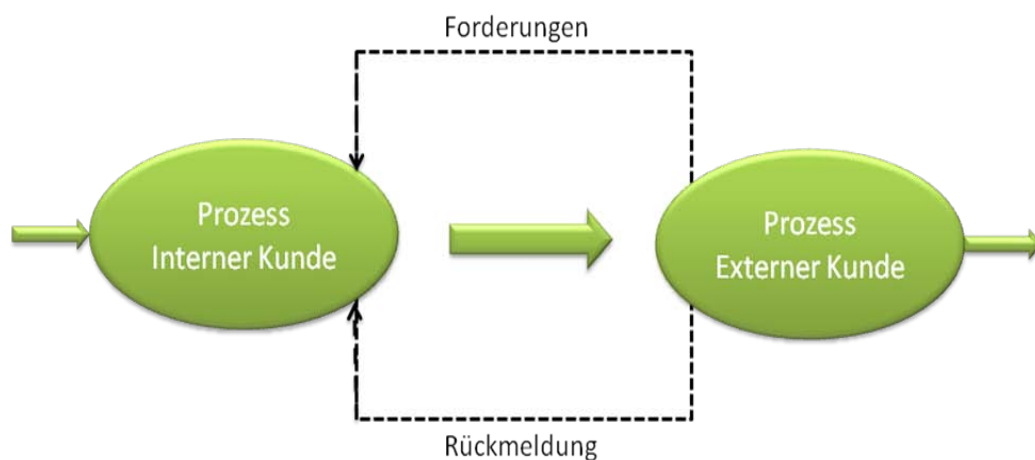 Forderungen
Prozess
Interner Kunde
Prozess
Externer Kunde
Rückmeldung